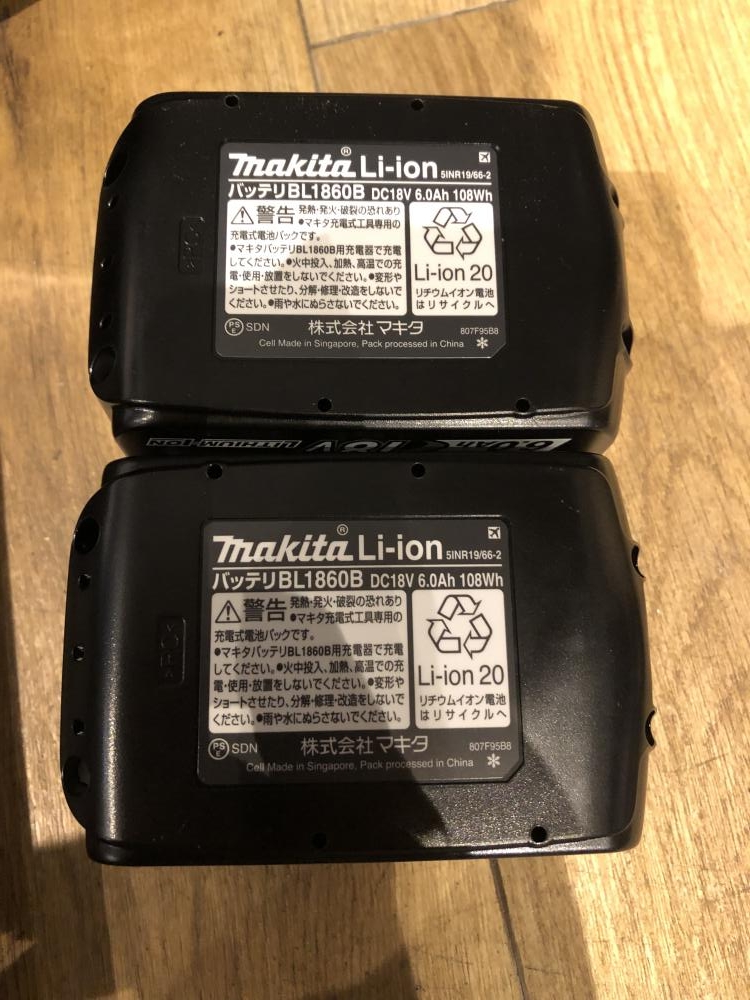 makita® Li-ion 5INR19/66-2
バッテリBL1860B DC18V 6.0Ah 108Wh
警告 発熱・発火・破裂の恐れあり
●マキタ充電式工具専用の
充電式電池パックです。
●マキタバッテリBL1860B用充電器で充電
してください。●火中投入、加熱、高温での充
電・使用・放置をしないでください。●変形や
ショートさせたり、分解・修理・改造をしないで
ください。●雨や水にぬらさないでください。
Li-ion 20
リチウムイオン電池
はリサイクルへ
PSE SDN 株式会社マキタ 807F95B8
Cell Made in Singapore, Pack processed in China *
6.0Ah 18V LITHIUM-ION
makita® Li-ion 5INR19/66-2
バッテリBL1860B DC18V 6.0Ah 108Wh
警告 発熱・発火・破裂の恐れあり
●マキタ充電式工具専用の
充電式電池パックです。
●マキタバッテリBL1860B用充電器で充電
してください。●火中投入、加熱、高温での充
電・使用・放置をしないでください。●変形や
ショートさせたり、分解・修理・改造をしないで
ください。●雨や水にぬらさないでください。
Li-ion 20
リチウムイオン電池
はリサイクルへ
PSE SDN 株式会社マキタ 807F95B8
Cell Made in Singapore, Pack processed in China *